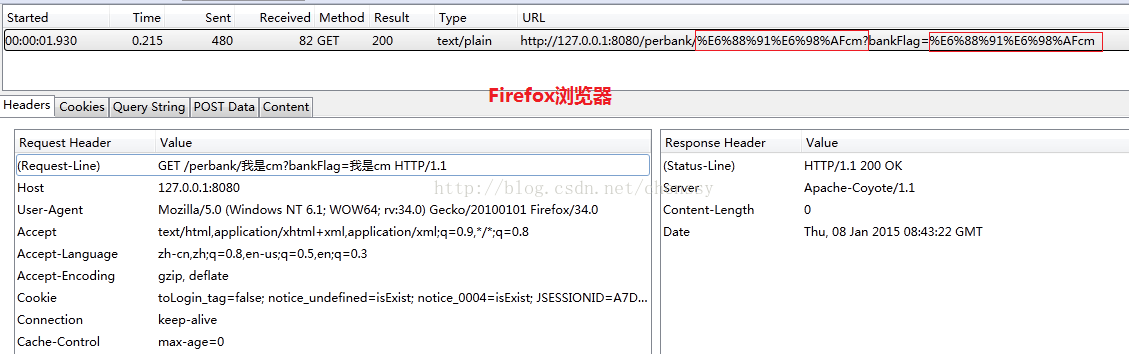 Started Time Sent Received Method Result Type URL
00:00:01.930 0.215 480 82 GET 200 text/plain http://127.0.0.1:8080/perbank/%E6%88%91%E6%98%AFcm?bankFlag=%E6%88%91%E6%98%AFcm
Firefox浏览器
Headers Cookies Query String POST Data Content
Request Header Value Response Header Value
(Request-Line) GET /perbank/我是cm?bankFlag=我是cm HTTP/1.1 (Status-Line) HTTP/1.1 200 OK
Host 127.0.0.1:8080 Server Apache-Coyote/1.1
User-Agent Mozilla/5.0 (Windows NT 6.1; WOW64; rv:34.0) Gecko/20100101 Firefox/34.0 Content-Length 0
Accept text/html,application/xhtml+xml,application/xml;q=0.9,*/*;q=0.8 Date Thu, 08 Jan 2015 08:43:22 GMT
Accept-Language zh-cn,zh;q=0.8,en-us;q=0.5,en;q=0.3
Accept-Encoding gzip, deflate
Cookie toLogin_tag=false; notice_undefined=isExist; notice_0004=isExist; JSESSIONID=A7D...
Connection keep-alive
Cache-Control max-age=0